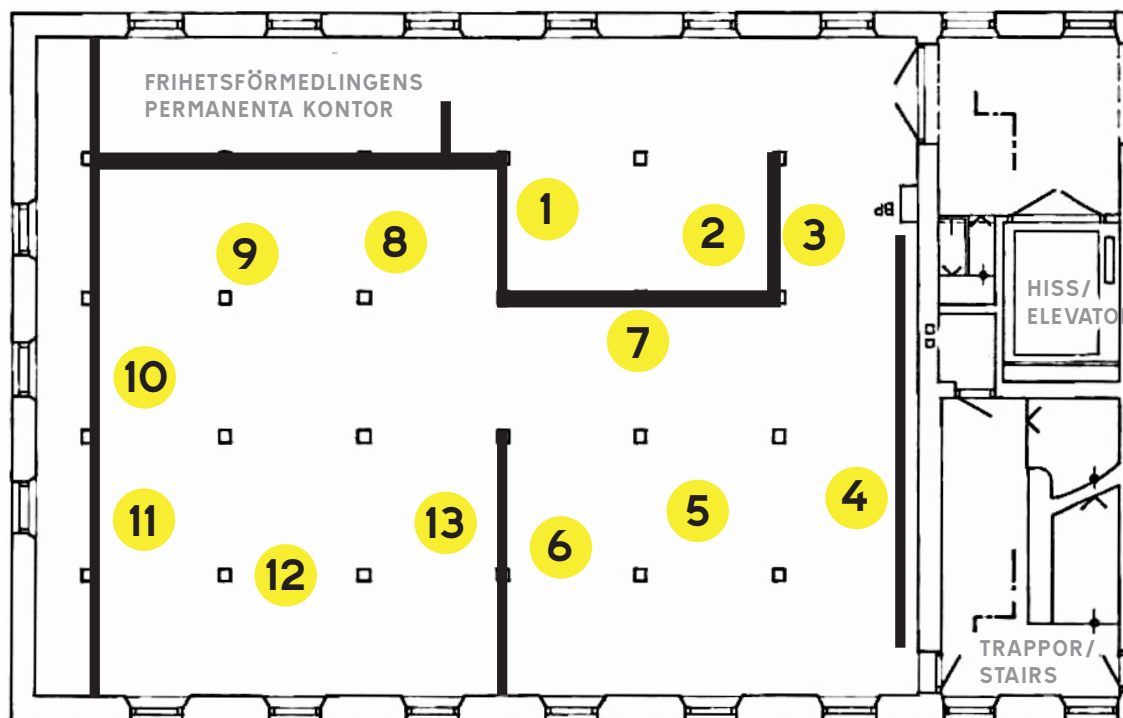 FRIHETSFÖRMEDLINGENS
PERMANENTA KONTOR
1
2
3
BP
9
8
HISS/
ELEVATO
7
10
11
13
6
5
4
12
TRAPPOR/
STAIRS